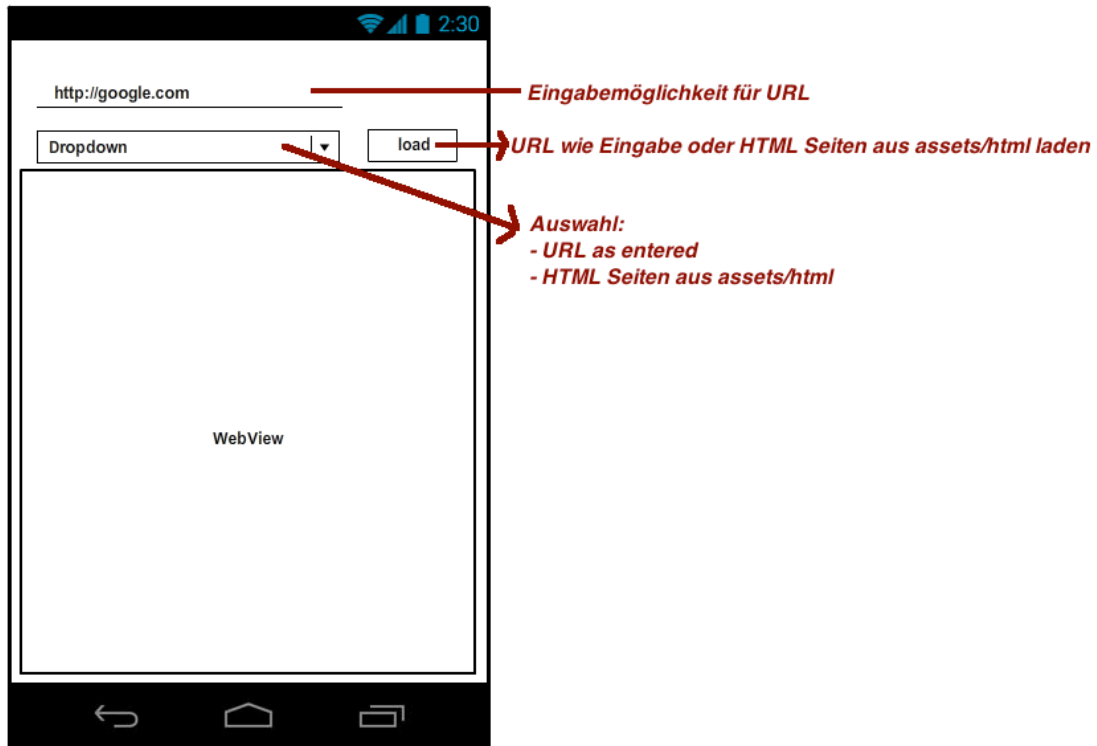 2:30
http://google.com
Eingabemöglichkeit für URL
Dropdown
load
URL wie Eingabe oder HTML Seiten aus assets/html laden
Auswahl:
- URL as entered
- HTML Seiten aus assets/html
WebView